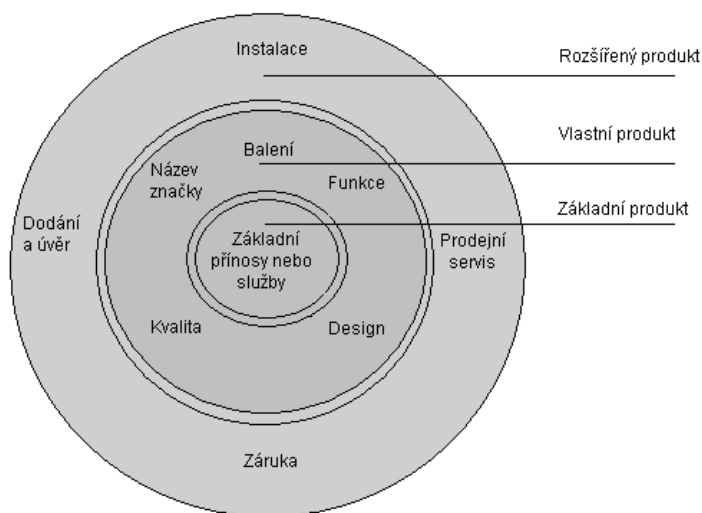 Instalace
Rozšířený produkt
Vlastní produkt
Balení
Název
značky
Funkce
Základní produkt
Dodání
a úvěr
Základní
přínosy nebo
služby
Prodejní
servis
Kvalita
Design
Záruka